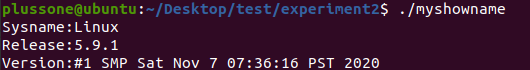 plussone@ubuntu:~/Desktop/test/experiment2$ ./myshowname
Sysname:Linux
Release:5.9.1
Version:#1 SMP Sat Nov 7 07:36:16 PST 2020